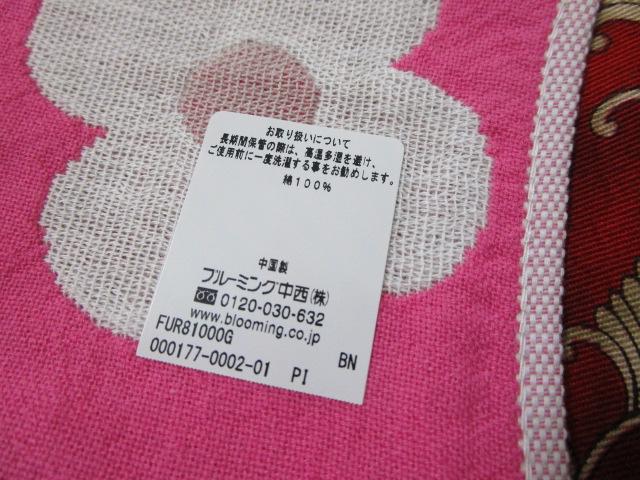 お取り扱いについて
長期間保管の際は、高温多湿を避け、
ご使用前に一度洗濯する事をお勧めします。
綿１００％
中国製
ブルーミング中西㈱
0120-030-632
www.blooming.co.jp
FUR81000G BN
000177-0002-01 PI